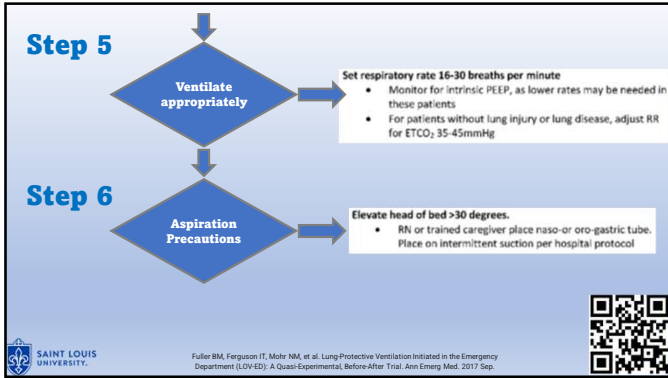 Step 5
Ventilate
appropriately
Set respiratory rate 16-30 breaths per minute
• Monitor for intrinsic PEEP, as lower rates may be needed in
these patients
• For patients without lung injury or lung disease, adjust RR
for ETCO₂ 35-45mmHg
Step 6
Aspiration
Precautions
Elevate head of bed >30 degrees.
• RN or trained caregiver place naso-or oro-gastric tube.
Place on intermittent suction per hospital protocol
SAINT LOUIS
UNIVERSITY.
Fuller BM, Ferguson IT, Mohr NM, et al. Lung-Protective Ventilation Initiated in the Emergency
Department (LOV-ED): A Quasi-Experimental, Before-After Trial. Ann Emerg Med. 2017 Sep.